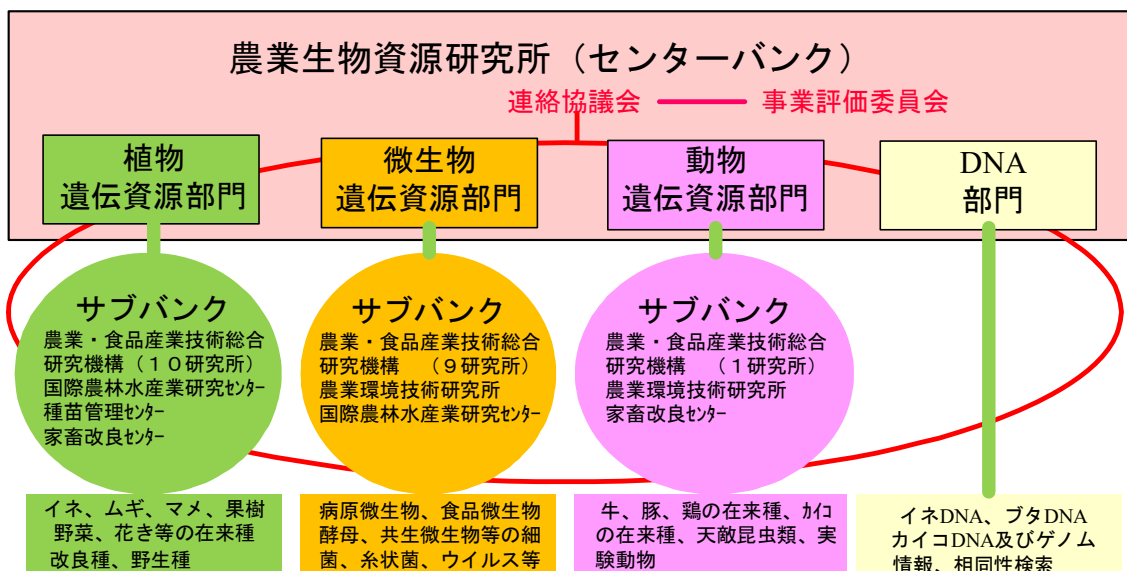 農業生物資源研究所（センターバンク）
連絡協議会 事業評価委員会
植物
遺伝資源部門
微生物
遺伝資源部門
動物
遺伝資源部門
DNA
部門
サブバンク
農業・食品産業技術総合
研究機構（１０研究所）
国際農林水産業研究ｾﾝﾀｰ
種苗管理ｾﾝﾀｰ
家畜改良ｾﾝﾀｰ
サブバンク
農業・食品産業技術総合
研究機構　（９研究所）
農業環境技術研究所
国際農林水産業研究ｾﾝﾀｰ
サブバンク
農業・食品産業技術総合
研究機構　（１研究所）
農業環境技術研究所
家畜改良ｾﾝﾀｰ
イネ、ムギ、マメ、果樹
野菜、花き等の在来種
改良種、野生種
病原微生物、食品微生物
酵母、共生微生物等の細
菌、糸状菌、ウイルス等
牛、豚、鶏の在来種、ｶｲｺ
の在来種、天敵昆虫類、実
験動物
イネDNA、ブタDNA
カイコDNA及びゲノム
情報、相同性検索